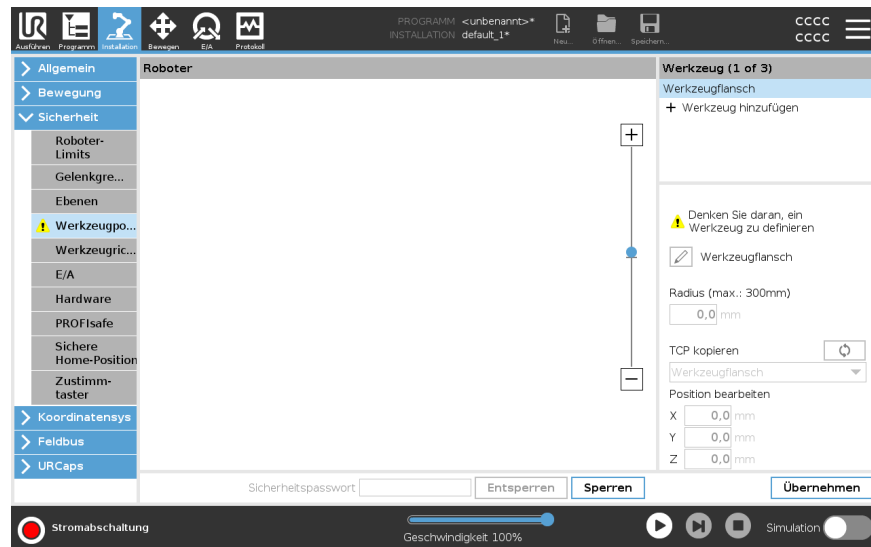 PROGRAMM <unbenannt>*
INSTALLATION default_1*
Ausführen Programm Installation Bewegen E/A Protokoll
Neu... Öffnen... Speichern...
CCCC
CCCC
Allgemein
Bewegung
Sicherheit
Roboter-
Limits
Gelenkgre...
Ebenen
Werkzeugpo...
Werkzeugric...
E/A
Hardware
PROFIsafe
Sichere
Home-Position
Zustimm-
taster
Koordinatensys
Feldbus
URCaps
Roboter
Werkzeug (1 of 3)
Werkzeugflansch
+ Werkzeug hinzufügen
Denken Sie daran, ein
Werkzeug zu definieren
Werkzeugflansch
Radius (max.: 300mm)
0,0 mm
TCP kopieren
Werkzeugflansch
Position bearbeiten
X 0,0 mm
Y 0,0 mm
Z 0,0 mm
Sicherheitspasswort Entsperren Sperren Übernehmen
Stromabschaltung
Geschwindigkeit 100%
Simulation